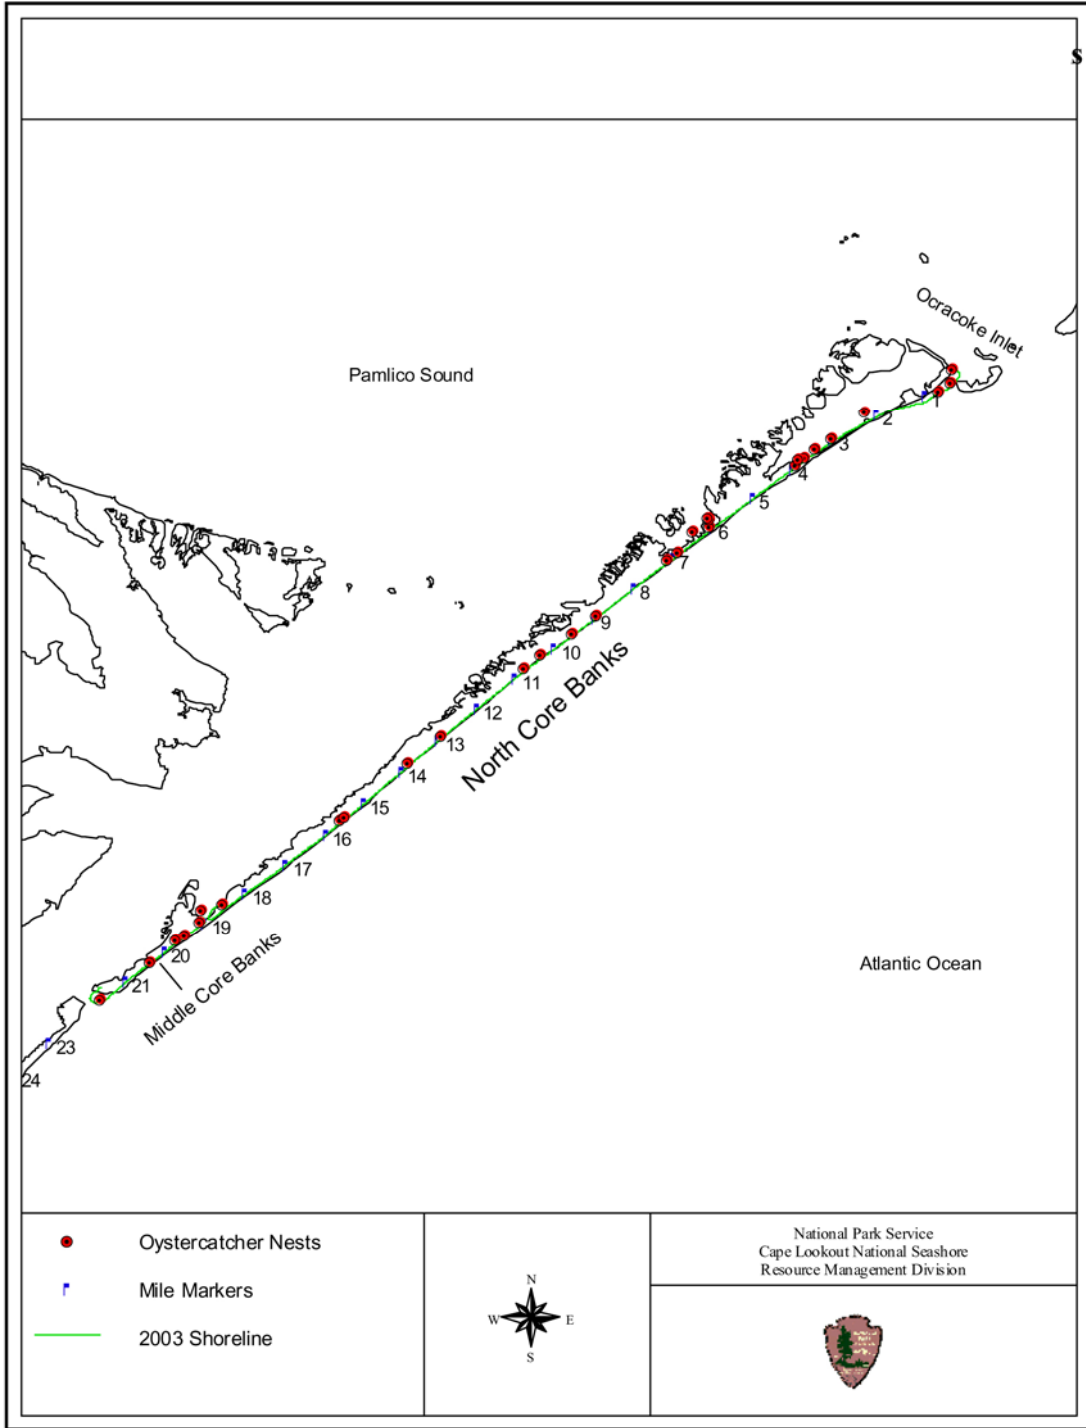 s
Ocracoke Inlet
Pamlico Sound
1
2
3
4
5
6
7
8
9
10
11
12
13
14
15
16
17
18
19
20
21
23
24
North Core Banks
Middle Core Banks
Atlantic Ocean
Oystercatcher Nests
Mile Markers
2003 Shoreline
N
W
E
S
National Park Service
Cape Lookout National Seashore
Resource Management Division